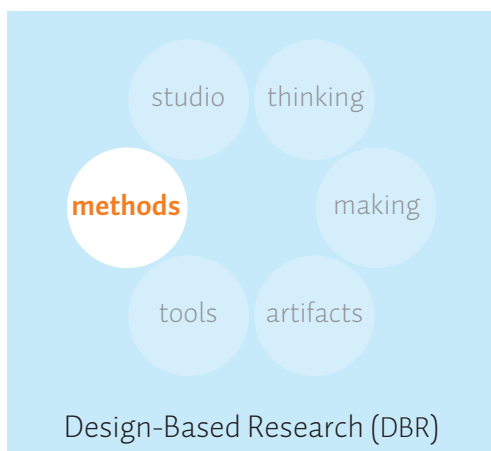 studio thinking
methods making
tools artifacts
Design-Based Research (DBR)